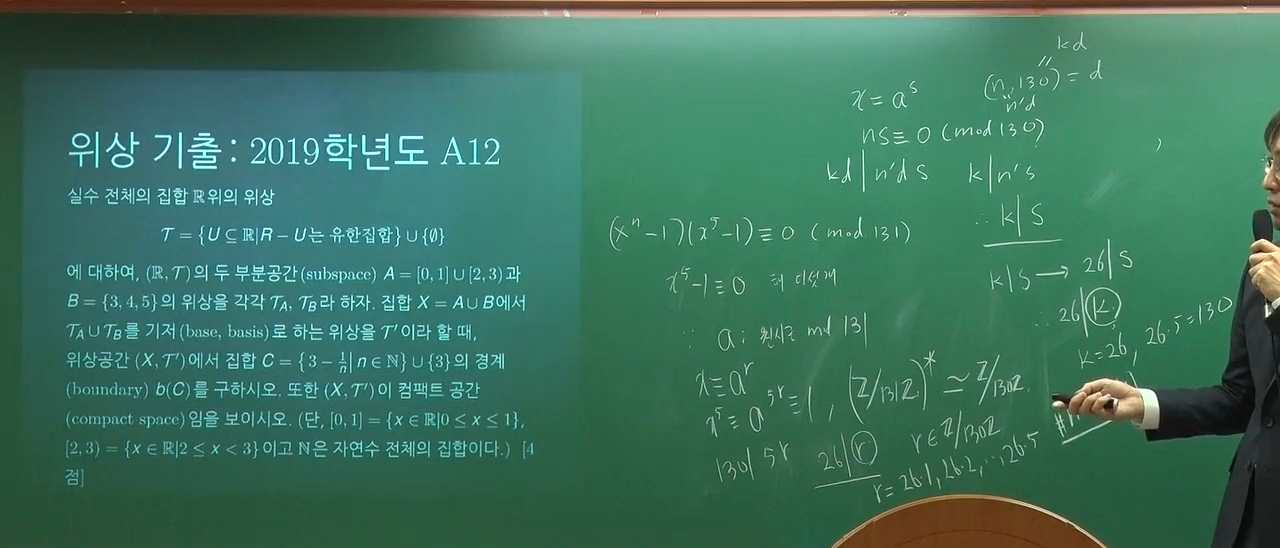 위상 기출 : 2019학년도 A12
실수 전체의 집합 ℝ위의 위상
𝒯 = {U ⊆ ℝ|R − U는 유한집합} ∪ {∅}
에 대하여, (ℝ, 𝒯)의 두 부분공간(subspace) A = [0, 1] ∪ [2, 3)과
B = {3, 4, 5}의 위상을 각각 𝒯_A, 𝒯_B라 하자. 집합 X = A ∪ B에서
𝒯_A ∪ 𝒯_B를 기저(base, basis)로 하는 위상을 𝒯′이라 할 때,
위상공간 (X, 𝒯′)에서 집합 C = {3 − 1/n | n ∈ ℕ} ∪ {3}의 경계
(boundary) b(C)를 구하시오. 또한 (X, 𝒯′)이 컴팩트 공간
(compact space)임을 보이시오. (단, [0, 1] = {x ∈ ℝ|0 ≤ x ≤ 1},
[2, 3) = {x ∈ ℝ|2 ≤ x < 3}이고 ℕ은 자연수 전체의 집합이다.) [4
점]
kd
x = a^s
(n, 130) = d
n'd
ns ≡ 0 (mod 130)
kd | n'd s
k | n's
∴ k | s
(x^n −1)(x^5 −1) ≡ 0 (mod 131)
x^5 −1 ≡ 0
k | s → 26 | s
∴ 26 | k
k = 26, 26·5 = 130
∵ a : 원시근 md 131
x ≡ a^r
x^5 ≡ a^5r ≡ 1, (ℤ/131ℤ)^* ≃ ℤ/130ℤ.
130 | 5r
26 | r
r ∈ ℤ/130ℤ
r = 26·1, 26·2, ⋯, 26·5